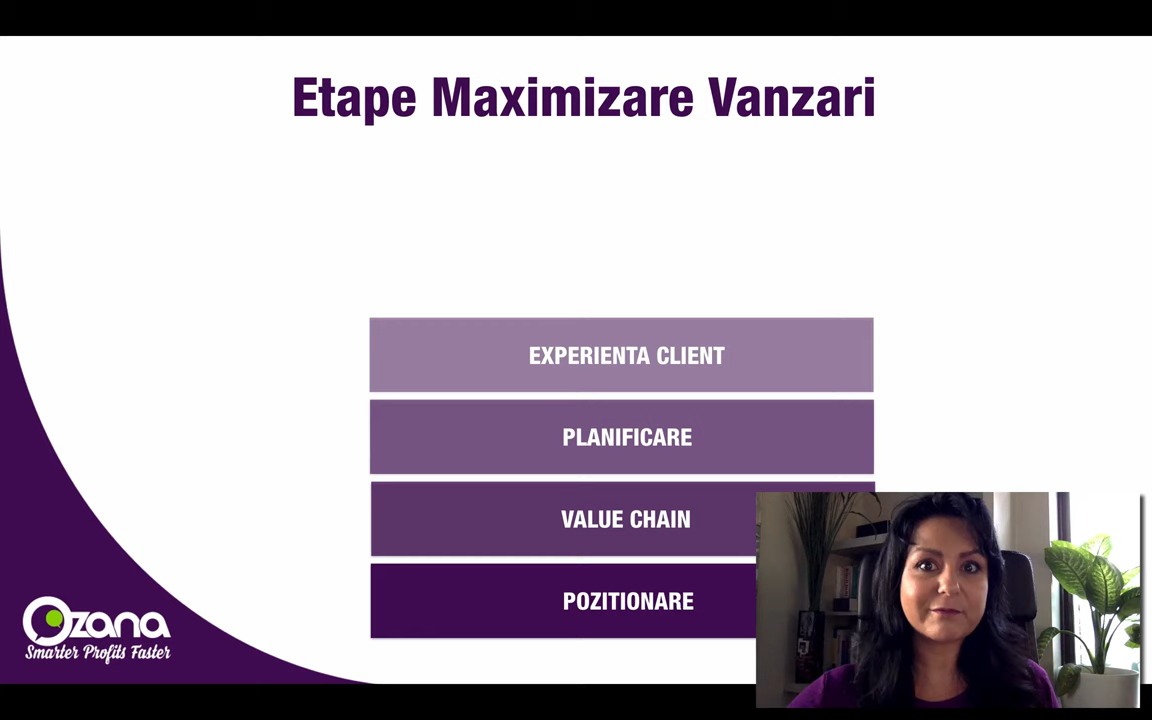 Etape Maximizare Vanzari
EXPERIENTA CLIENT
PLANIFICARE
VALUE CHAIN
POZITIONARE
Ozana
Smarter Profits Faster